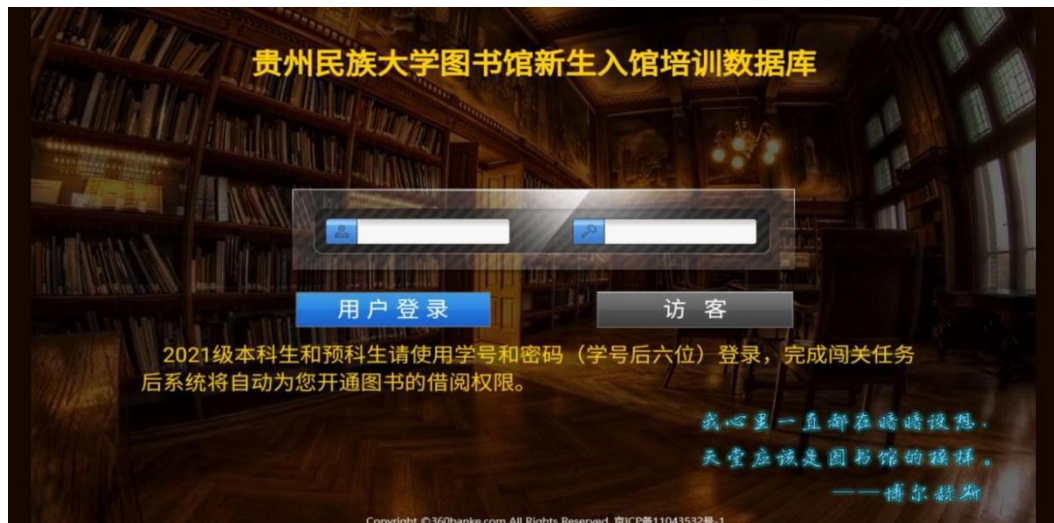 贵州民族大学图书馆新生入馆培训数据库
用户登录
访 客
2021级本科生和预科生请使用学号和密码（学号后六位）登录，完成闯关任务
后系统将自动为您开通图书的借阅权限。
我心里一直都在暗暗设想.
天堂应该是图书馆的模样。
——博尔赫斯
Copyright ©360banke.com All Rights Reserved. 京ICP备11043532号-1